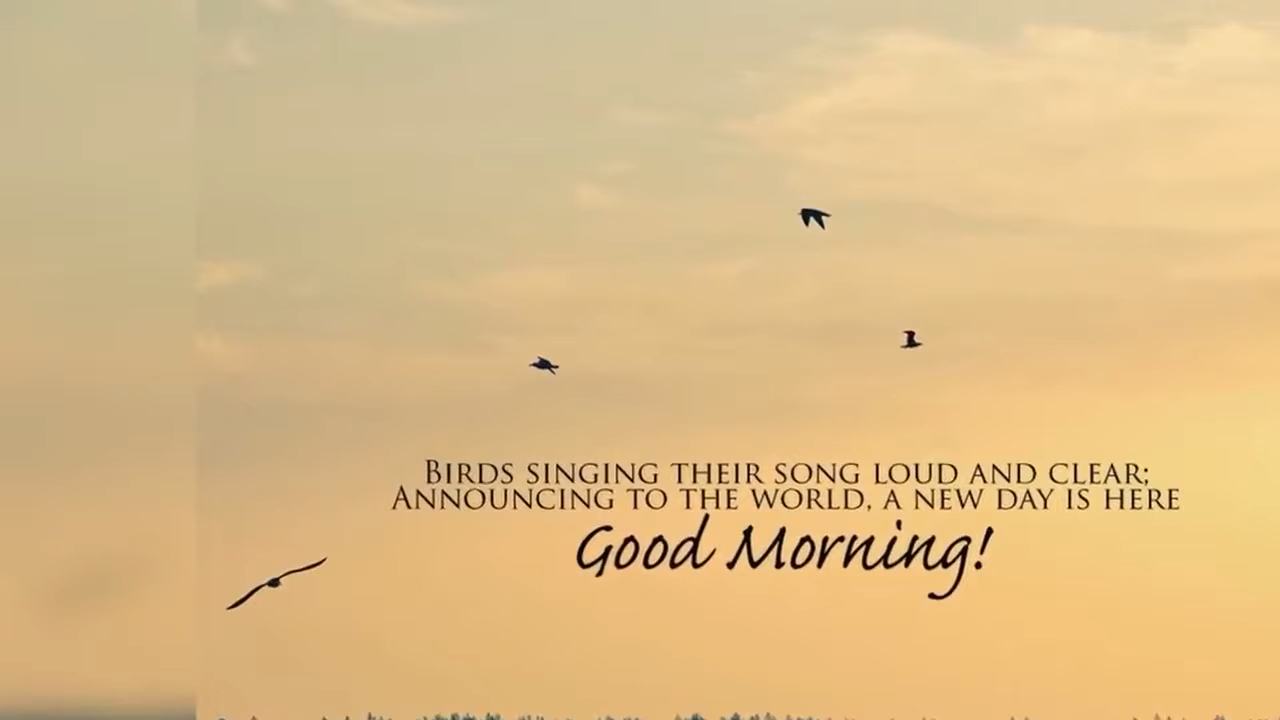 Birds singing their song loud and clear;
Announcing to the world, a new day is here
Good Morning!